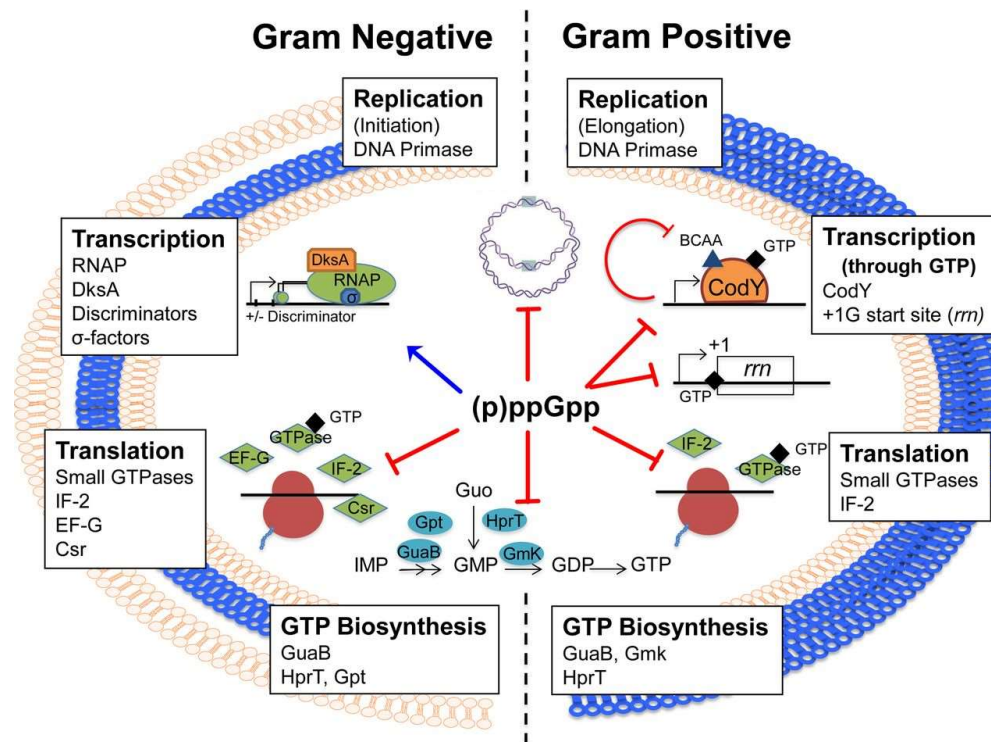 Gram Negative
Gram Positive
Replication
(Initiation)
DNA Primase
Replication
(Elongation)
DNA Primase
Transcription
RNAP
DksA
Discriminators
σ-factors
DksA
RNAP
σ
+/- Discriminator
BCAA
GTP
CodY
Transcription
(through GTP)
CodY
+1G start site (rrn)
+1
rrn
GTP
(p)ppGpp
Translation
Small GTPases
IF-2
EF-G
Csr
GTP
GTPase
EF-G
IF-2
Csr
IF-2
GTP
GTPase
Translation
Small GTPases
IF-2
Guo
Gpt
HprT
GuaB
GmK
IMP
GMP
GDP
GTP
GTP Biosynthesis
GuaB
HprT, Gpt
GTP Biosynthesis
GuaB, Gmk
HprT